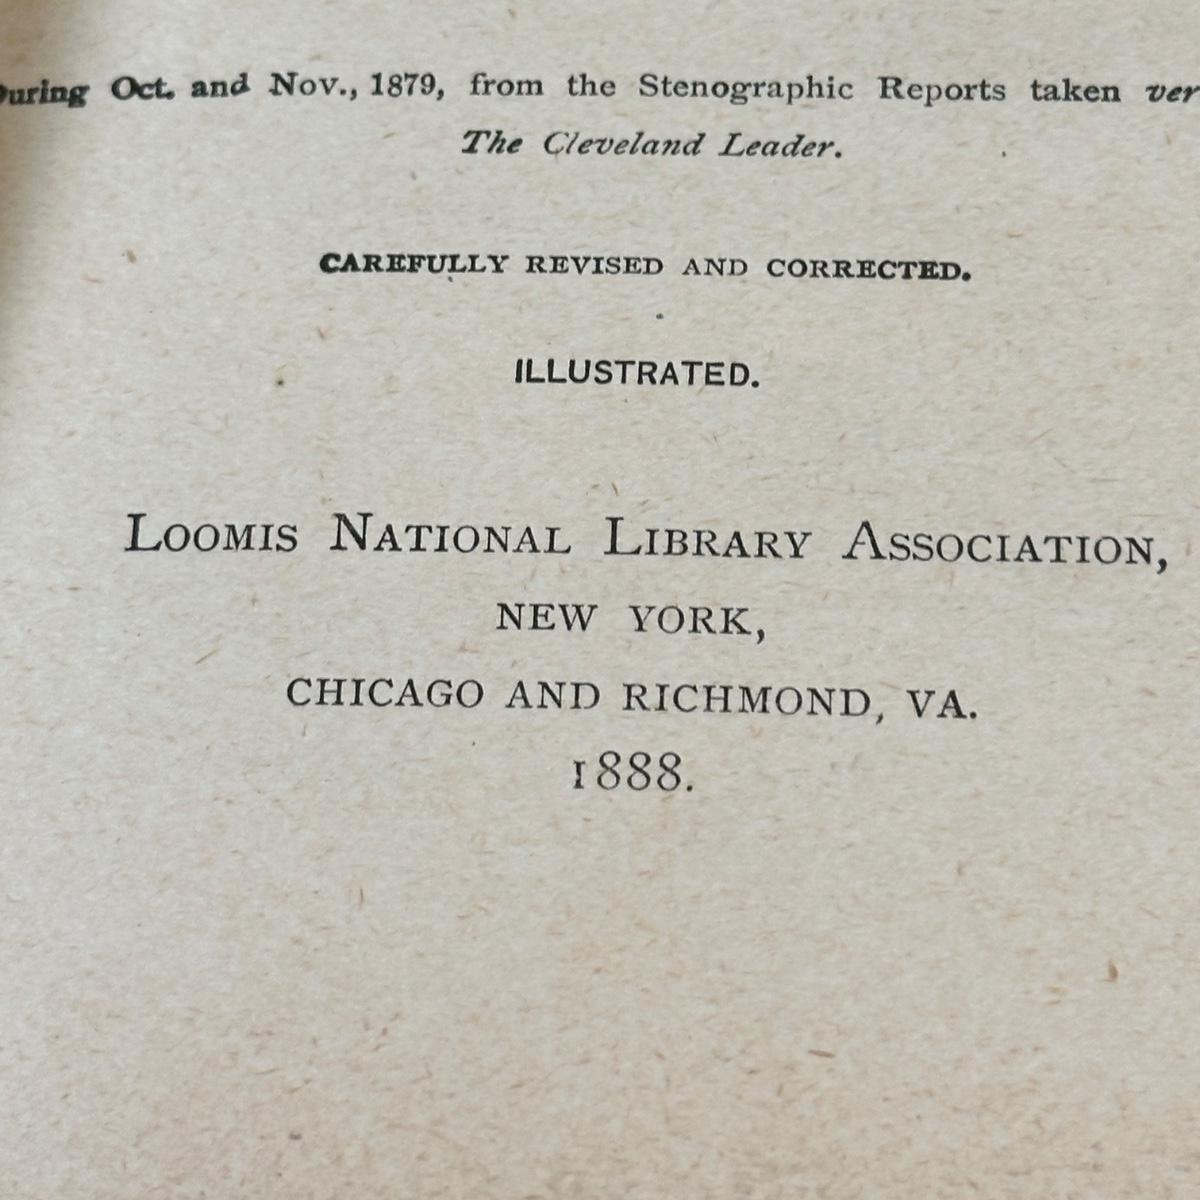 During Oct. and Nov., 1879, from the Stenographic Reports taken ver
The Cleveland Leader.
CAREFULLY REVISED AND CORRECTED.
ILLUSTRATED.
LOOMIS NATIONAL LIBRARY ASSOCIATION,
NEW YORK,
CHICAGO AND RICHMOND, VA.
1888.